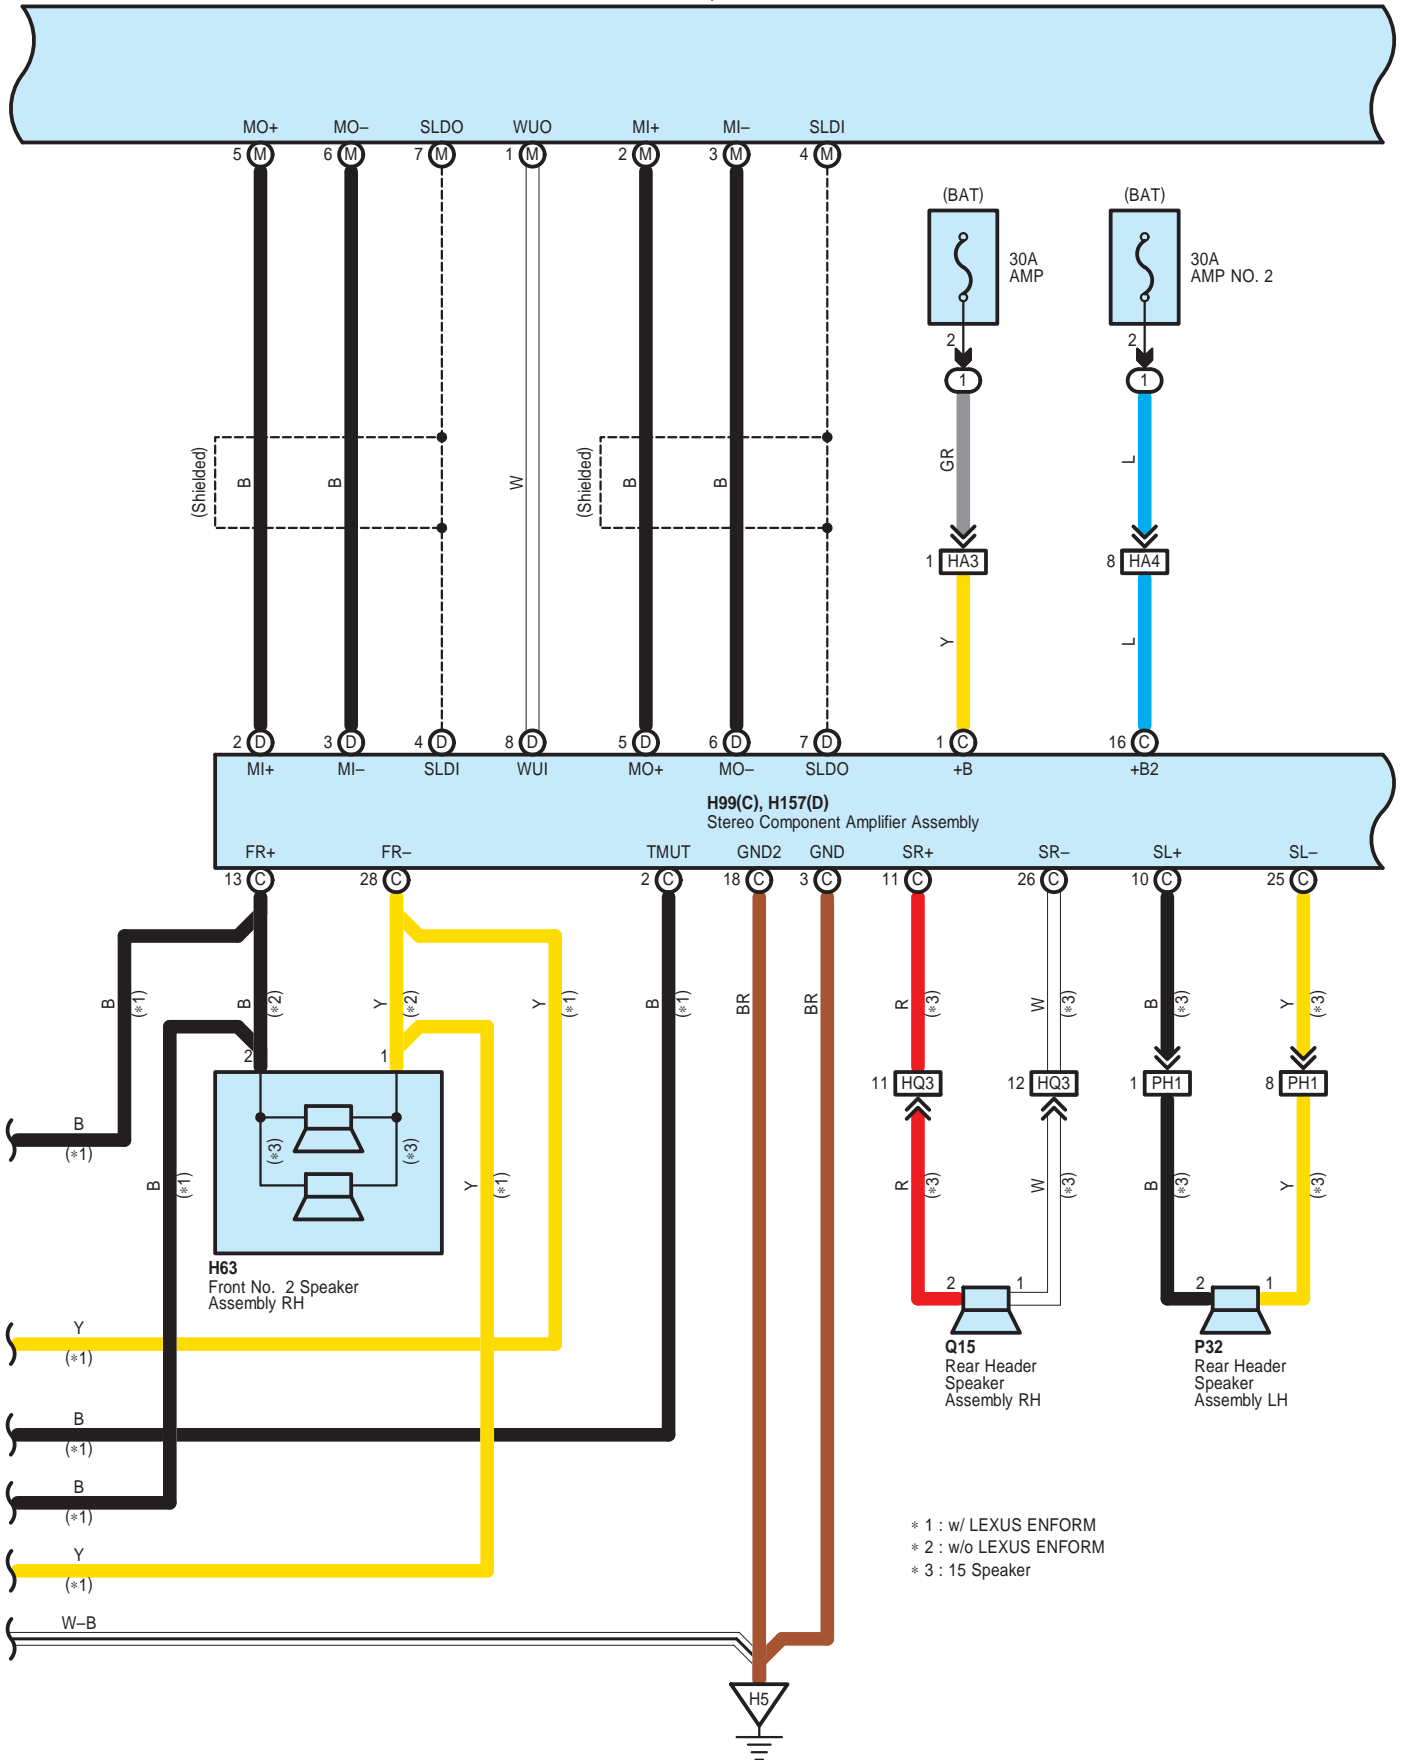 MO+ MO– SLDO WUO MI+ MI– SLDI
5 M 6 M 7 M 1 M 2 M 3 M 4 M
(BAT) (BAT)
30A
AMP
30A
AMP NO. 2
2 2
1 1
(Shielded) B B W (Shielded) B B GR L
1 HA3 8 HA4
Y L
2 D 3 D 4 D 8 D 5 D 6 D 7 D 1 C 16 C
MI+ MI– SLDI WUI MO+ MO– SLDO +B +B2
H99(C), H157(D)
Stereo Component Amplifier Assembly
FR+ FR– TMUT GND2 GND SR+ SR– SL+ SL–
13 C 28 C 2 C 18 C 3 C 11 C 26 C 10 C 25 C
B (∗1) B (∗2) Y (∗2) Y (∗1) B (∗1) BR BR R (∗3) W (∗3) B (∗3) Y (∗3)
2 1
11 HQ3 12 HQ3 1 PH1 8 PH1
B
(∗1)
(∗3) (∗3)
B (∗1) Y (∗1) R (∗3) W (∗3) B (∗3) Y (∗3)
H63
Front No. 2 Speaker
Assembly RH
2 1 2 1
Q15
Rear Header
Speaker
Assembly RH
P32
Rear Header
Speaker
Assembly LH
Y
(∗1)
B
(∗1)
B
(∗1)
Y
(∗1)
W–B
∗ 1 : w/ LEXUS ENFORM
∗ 2 : w/o LEXUS ENFORM
∗ 3 : 15 Speaker
H5